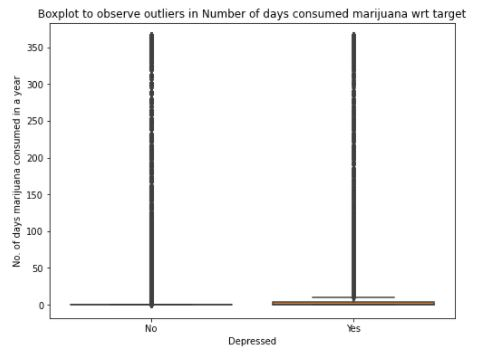 Boxplot to observe outliers in Number of days consumed marijuana wrt target
No. of days marijuana consumed in a year
350
300
250
200
150
100
50
0
No
Yes
Depressed